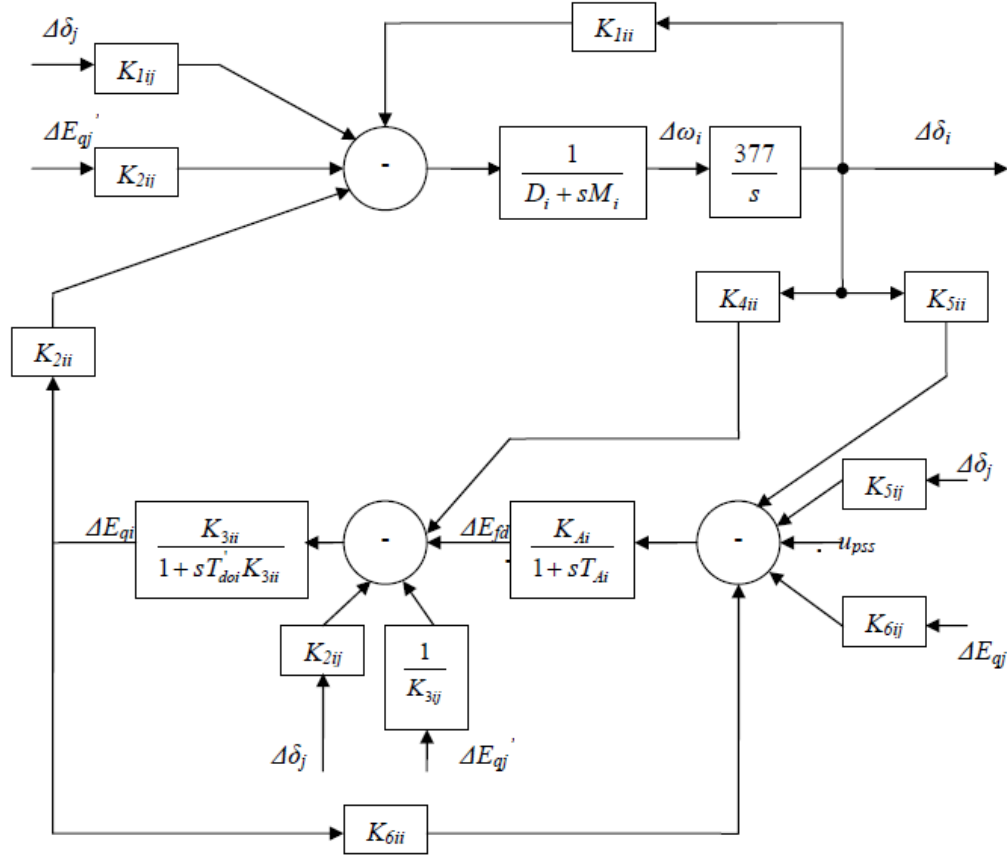 Δδj
K1ij
K1ii
ΔEqj'
K2ij
-
1
Di + sMi
Δωi
377
s
Δδi
K4ii
K5ii
K2ii
ΔEqi
K3ii
1 + sT'doiK3ii
-
ΔEfd
KAi
1 + sTAi
-
K5ij
Δδj
upss
K6ij
ΔEqj
K2ij
1
K3ij
Δδj
ΔEqj'
K6ii